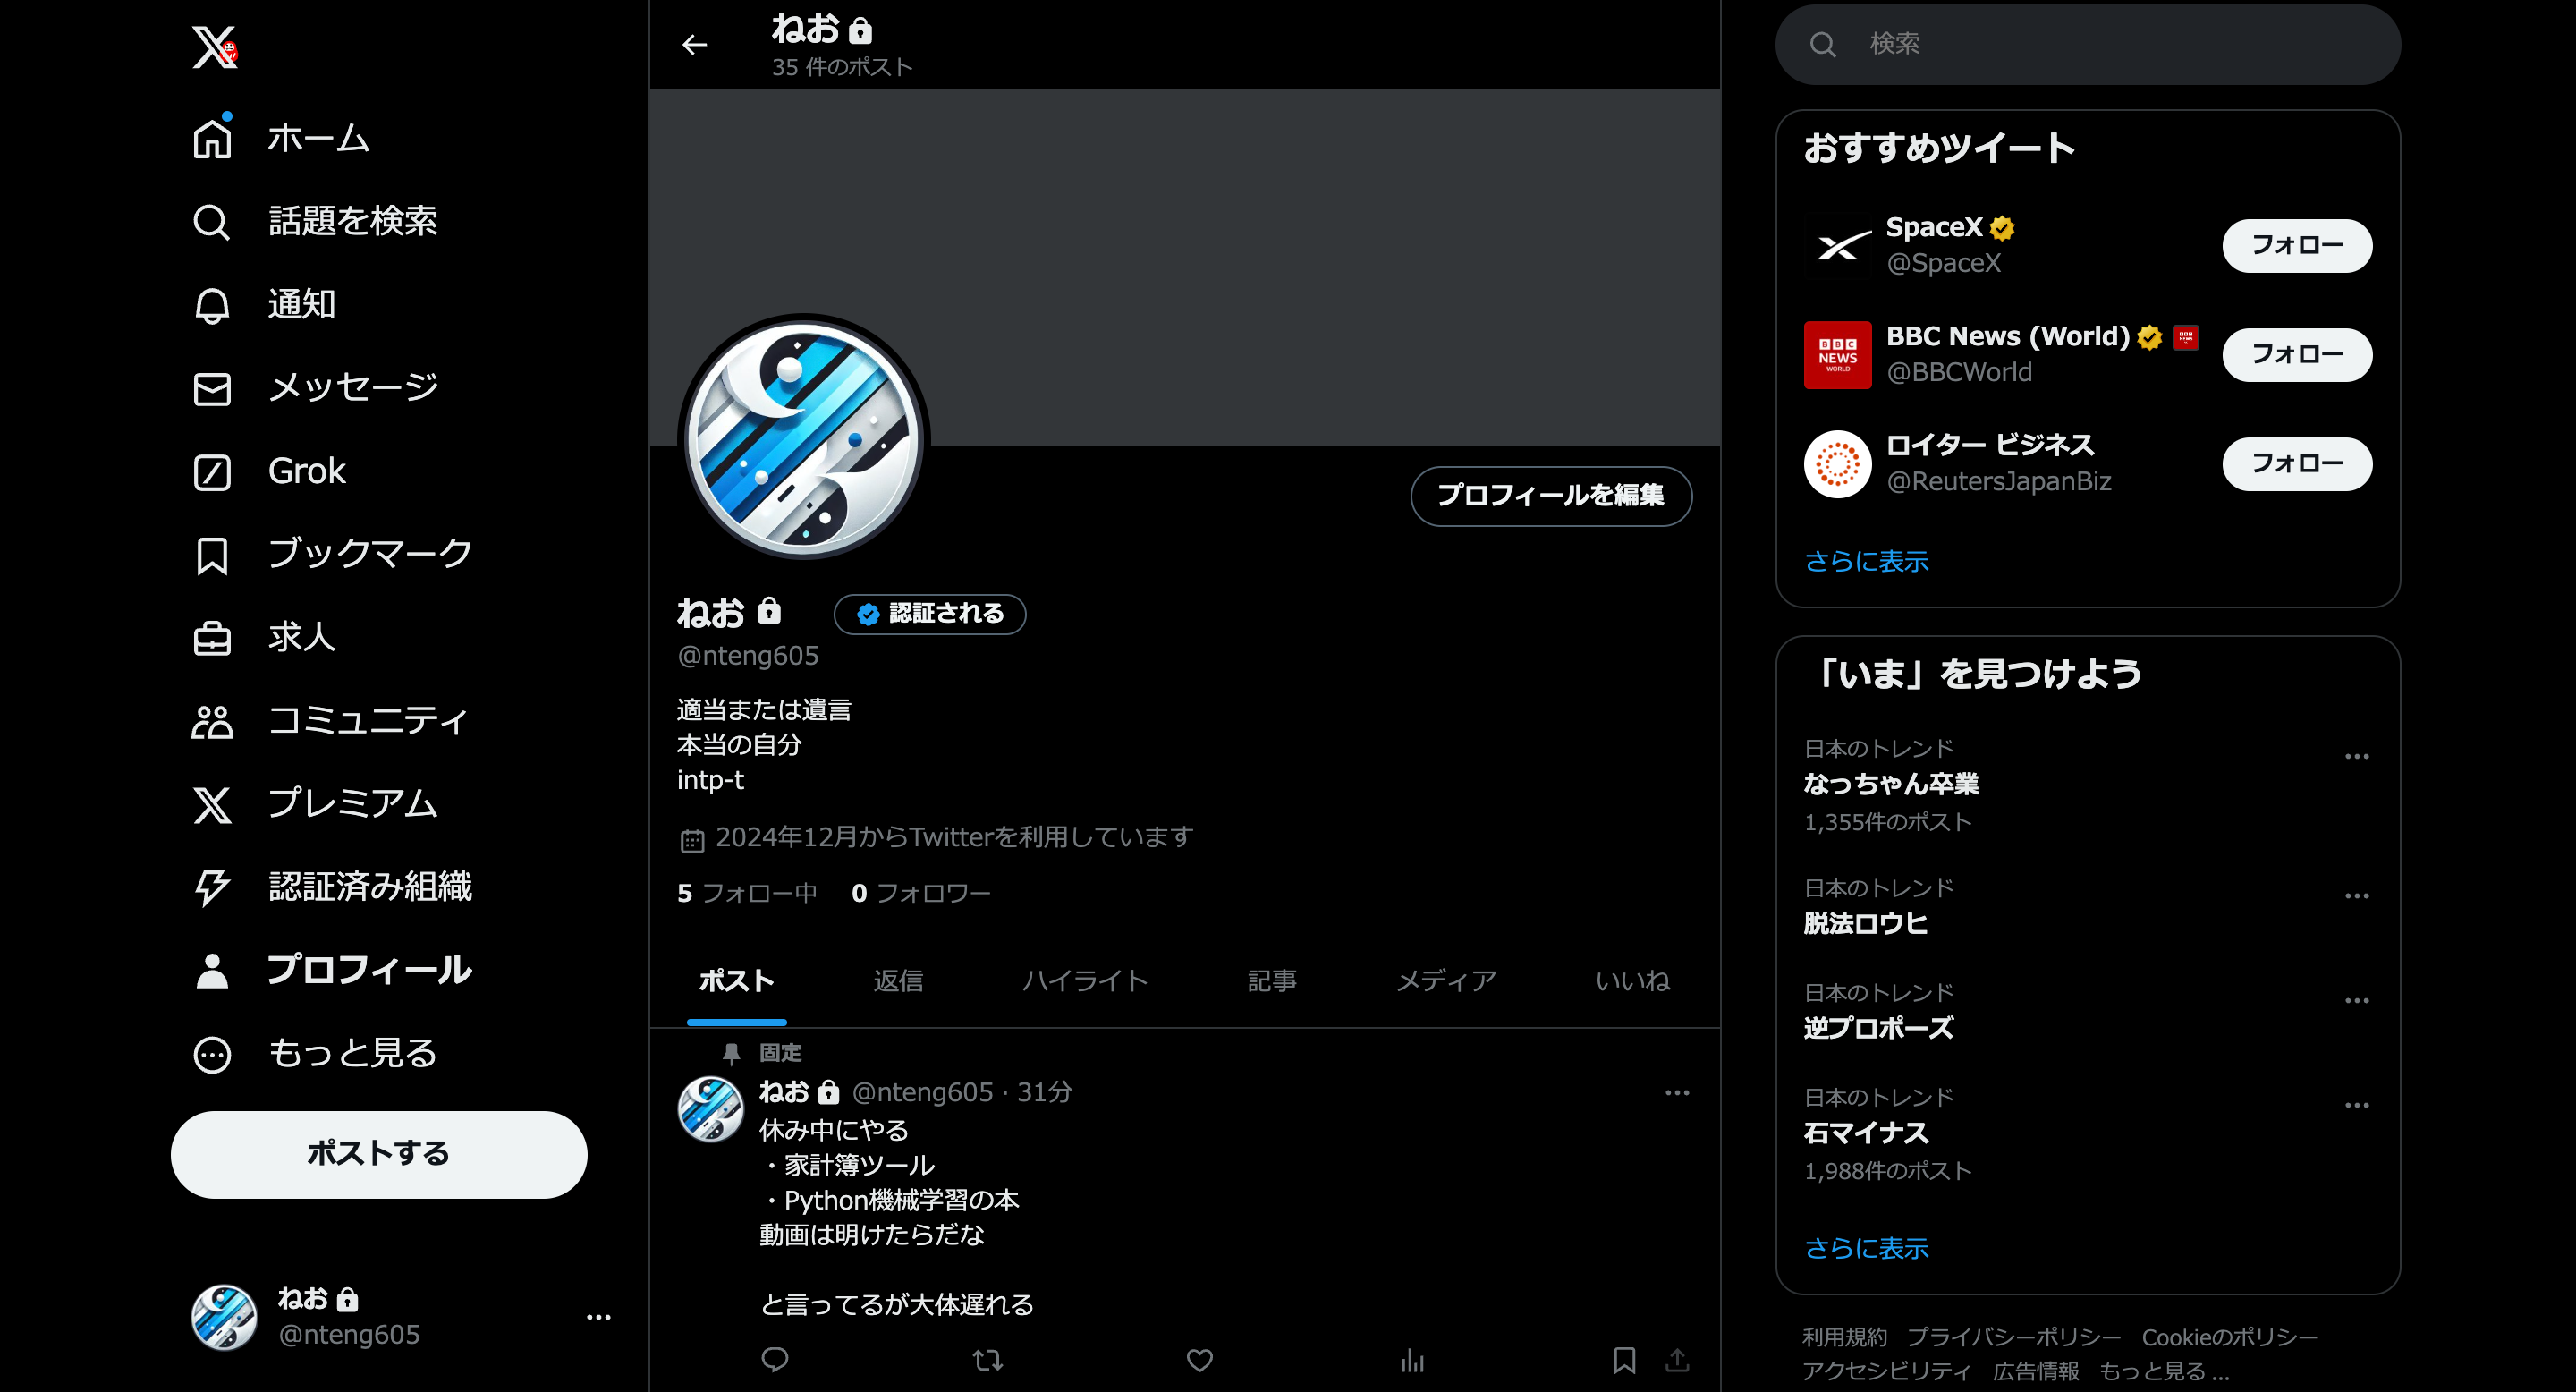 ホーム
話題を検索
通知
メッセージ
Grok
ブックマーク
求人
コミュニティ
プレミアム
認証済み組織
プロフィール
もっと見る
ポストする
ねお
@nteng605
ねお
35 件のポスト
プロフィールを編集
ねお
認証される
@nteng605
適当または遺言
本当の自分
intp-t
2024年12月からTwitterを利用しています
5 フォロー中 0 フォロワー
ポスト 返信 ハイライト 記事 メディア いいね
固定
ねお @nteng605 · 31分
休み中にやる
・家計簿ツール
・Python機械学習の本
動画は明けたらだな
と言ってるが大体遅れる
検索
おすすめツイート
SpaceX
@SpaceX
フォロー
BBC NEWS WORLD
BBC News (World)
@BBCWorld
フォロー
ロイター ビジネス
@ReutersJapanBiz
フォロー
さらに表示
「いま」を見つけよう
日本のトレンド
なっちゃん卒業
1,355件のポスト
日本のトレンド
脱法ロウヒ
日本のトレンド
逆プロポーズ
日本のトレンド
石マイナス
1,988件のポスト
さらに表示
利用規約 プライバシーポリシー Cookieのポリシー
アクセシビリティ 広告情報 もっと見る ...